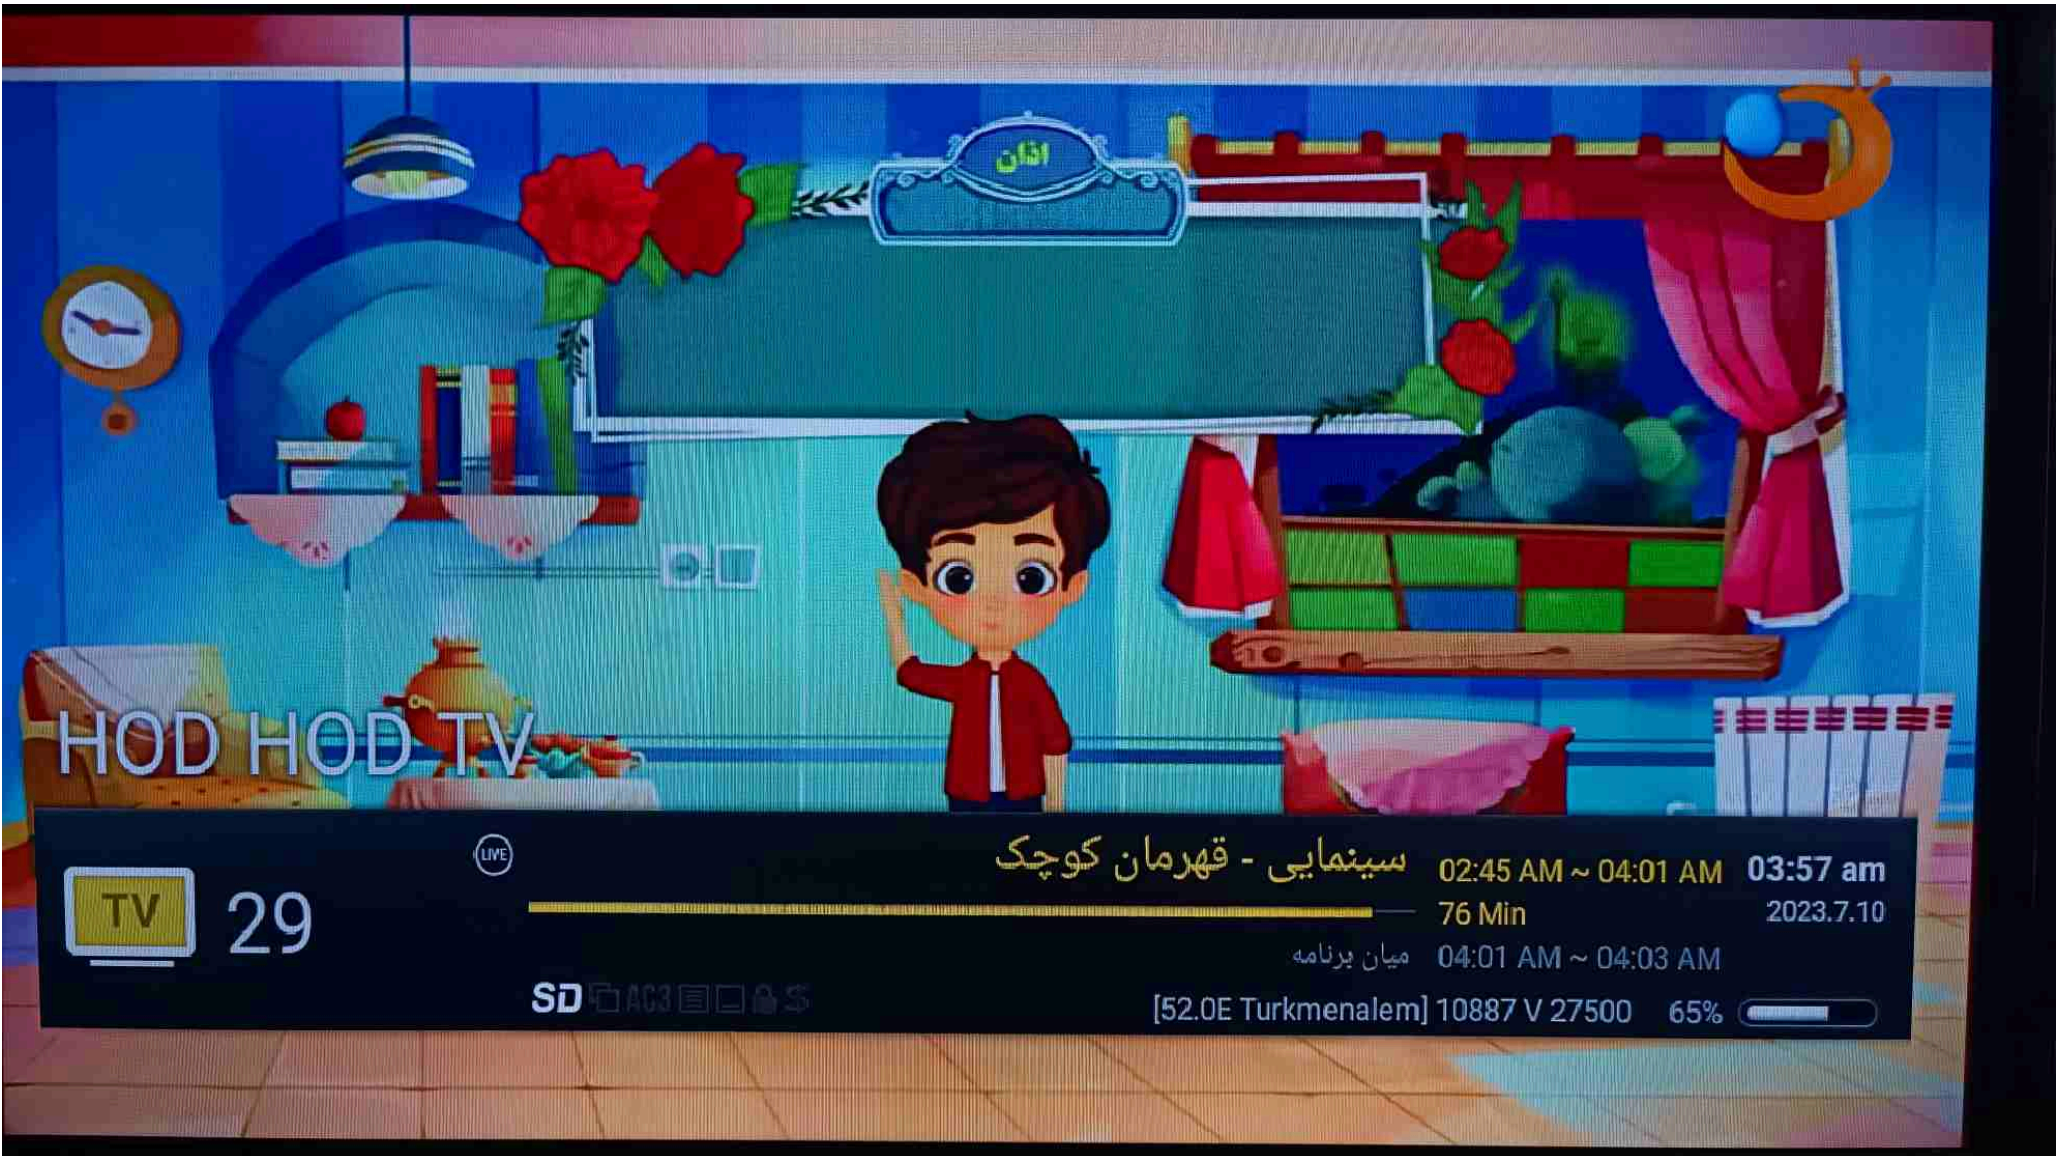 اذان
HOD HOD TV
LIVE
سینمایی - قهرمان کوچک
02:45 AM ~ 04:01 AM
03:57 am
TV
29
76 Min
2023.7.10
میان برنامه
04:01 AM ~ 04:03 AM
SD AC3 $
[52.0E Turkmenalem] 10887 V 27500 65%